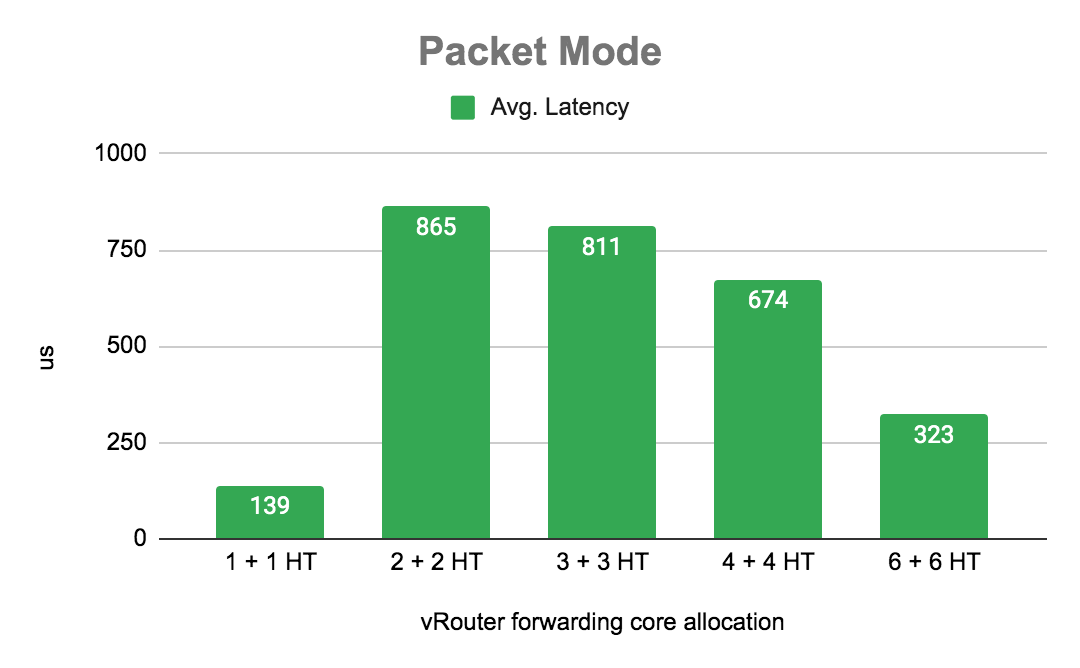 Packet Mode
Avg. Latency
1000
750
500
250
0
us
865
811
674
323
139
1 + 1 HT
2 + 2 HT
3 + 3 HT
4 + 4 HT
6 + 6 HT
vRouter forwarding core allocation